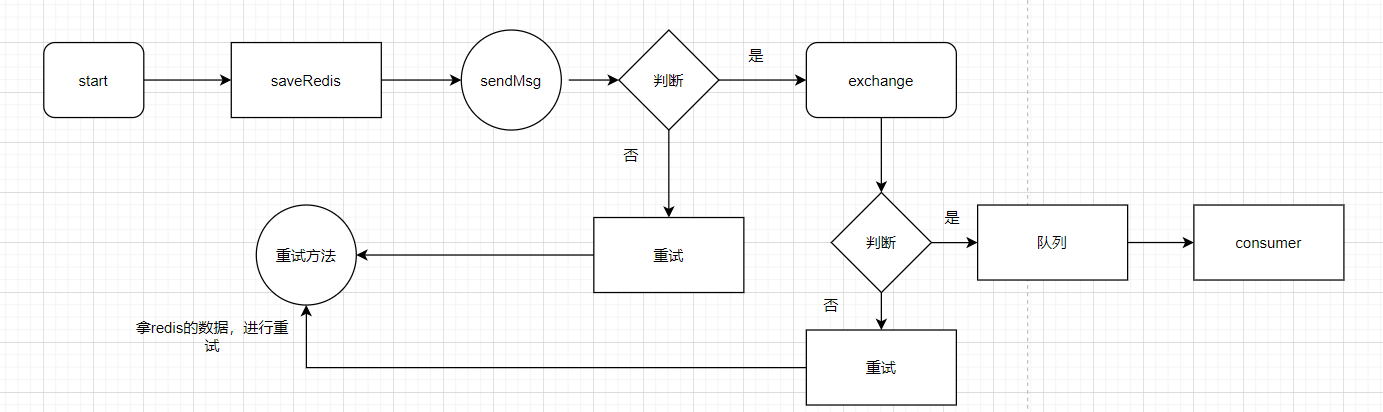 start
saveRedis
sendMsg
判断
是
exchange
否
重试方法
重试
判断
是
队列
consumer
否
拿redis的数据，进行重
试
重试